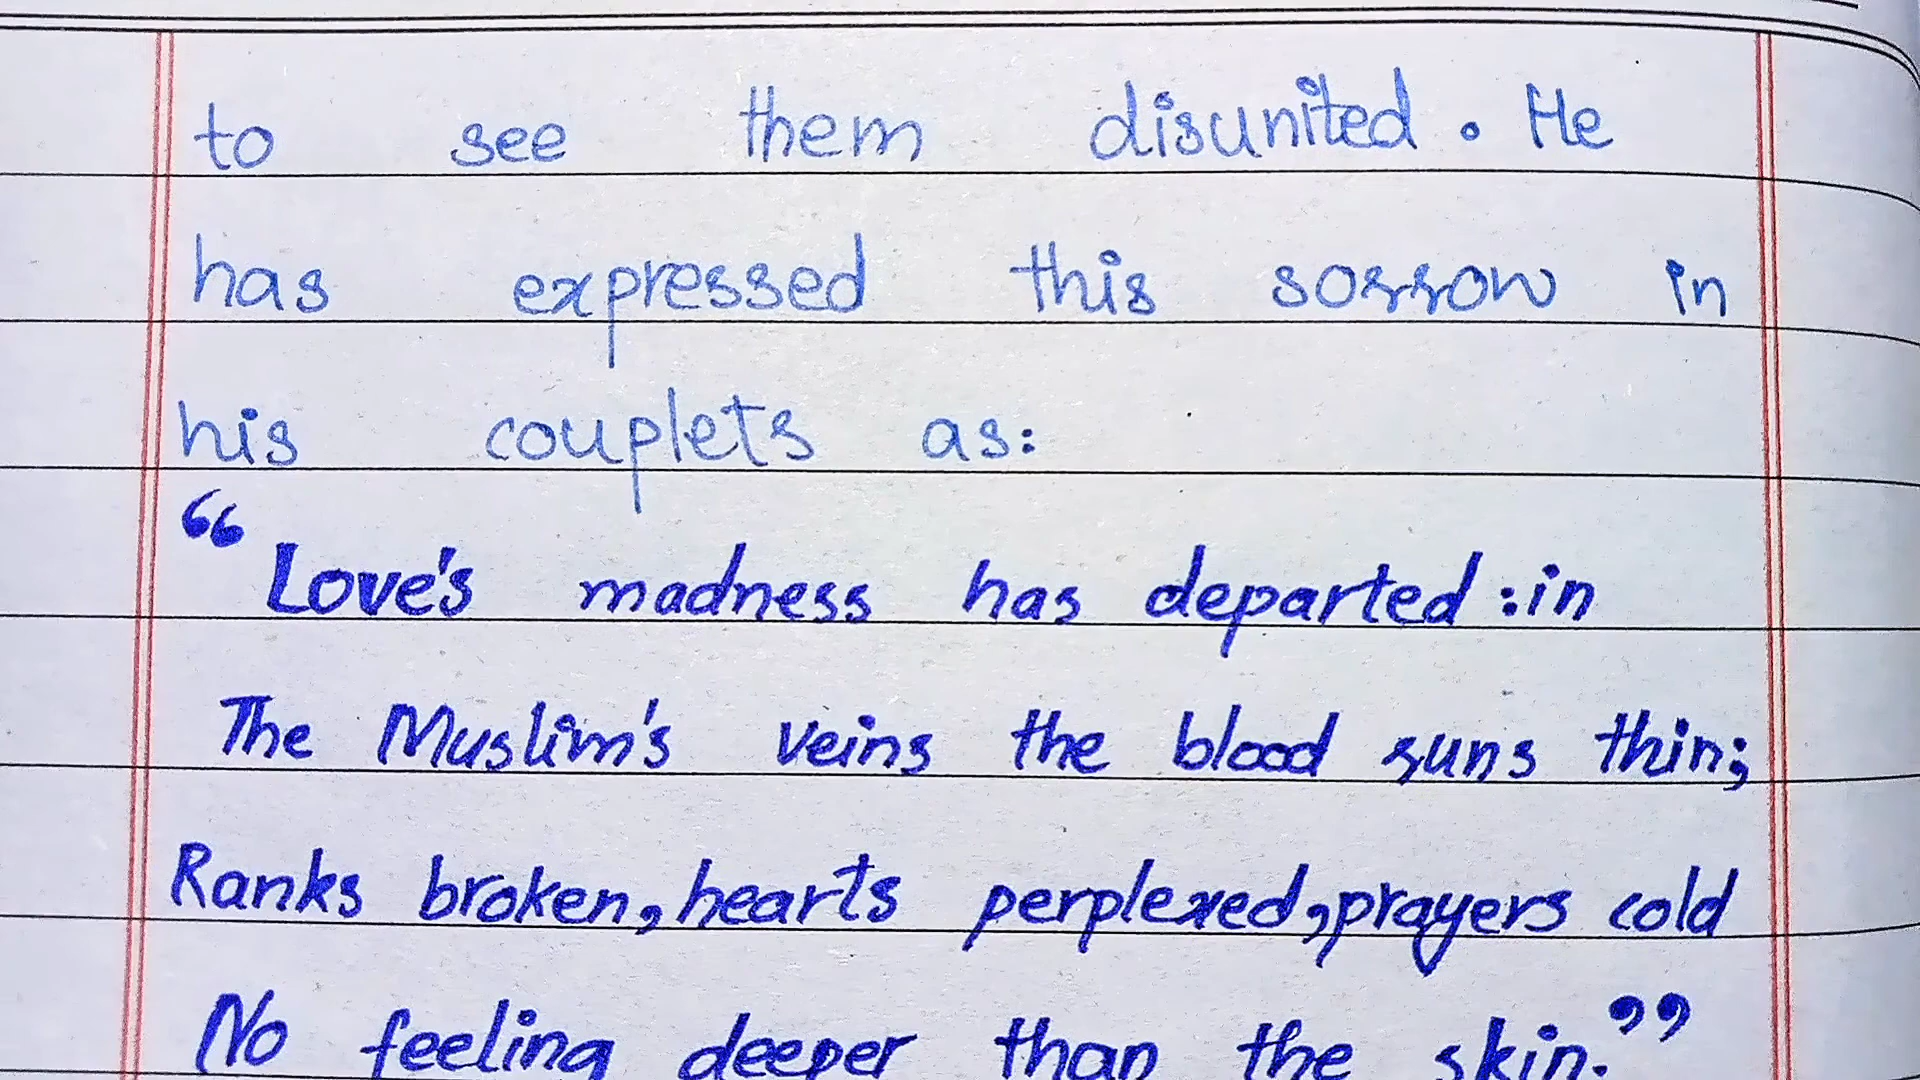 to see them disunited. He
has expressed this sorrow in
his couplets as:
“Love's madness has departed :in
The Muslim's veins the blood runs thin;
Ranks broken, hearts perplexed, prayers cold
No feeling deeper than the skin.”